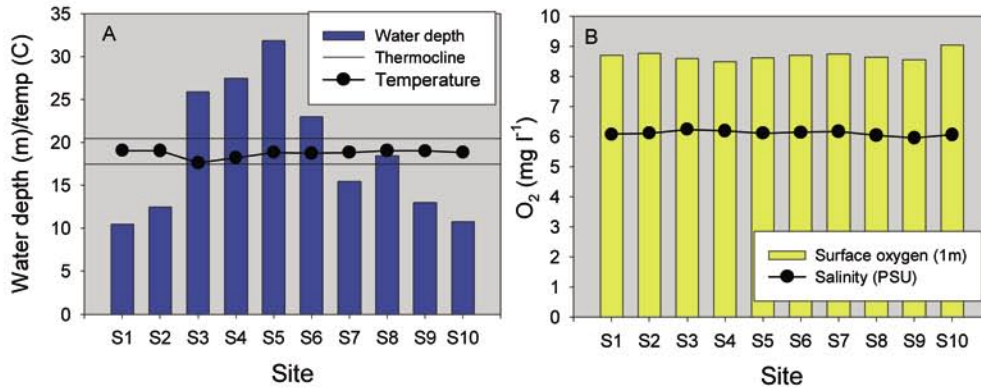 A
Water depth
Thermocline
Temperature
Water depth (m)/temp (C)
35
30
25
20
15
10
5
0
S1 S2 S3 S4 S5 S6 S7 S8 S9 S10
Site
B
O₂ (mg l⁻¹)
10
9
8
7
6
5
4
3
2
1
0
Surface oxygen (1m)
Salinity (PSU)
S1 S2 S3 S4 S5 S6 S7 S8 S9 S10
Site